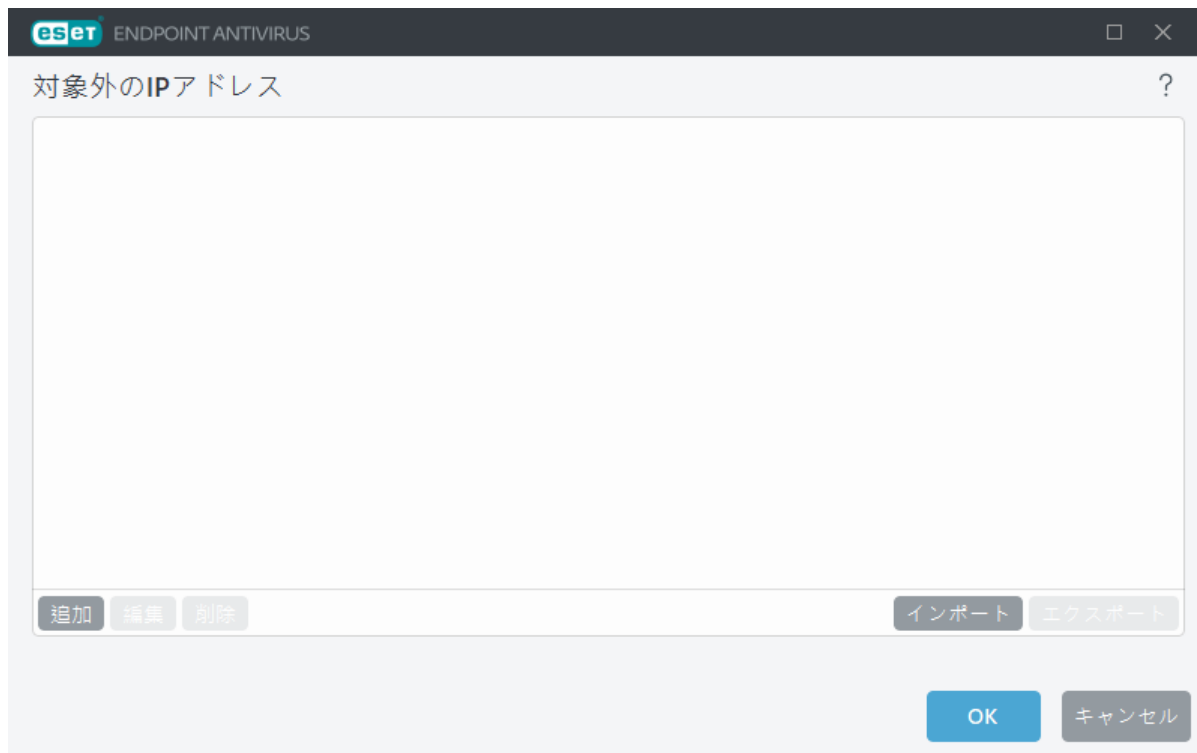 eset ENDPOINT ANTIVIRUS
対象外のIPアドレス ?
追加 編集 削除 インポート エクスポート
OK キャンセル